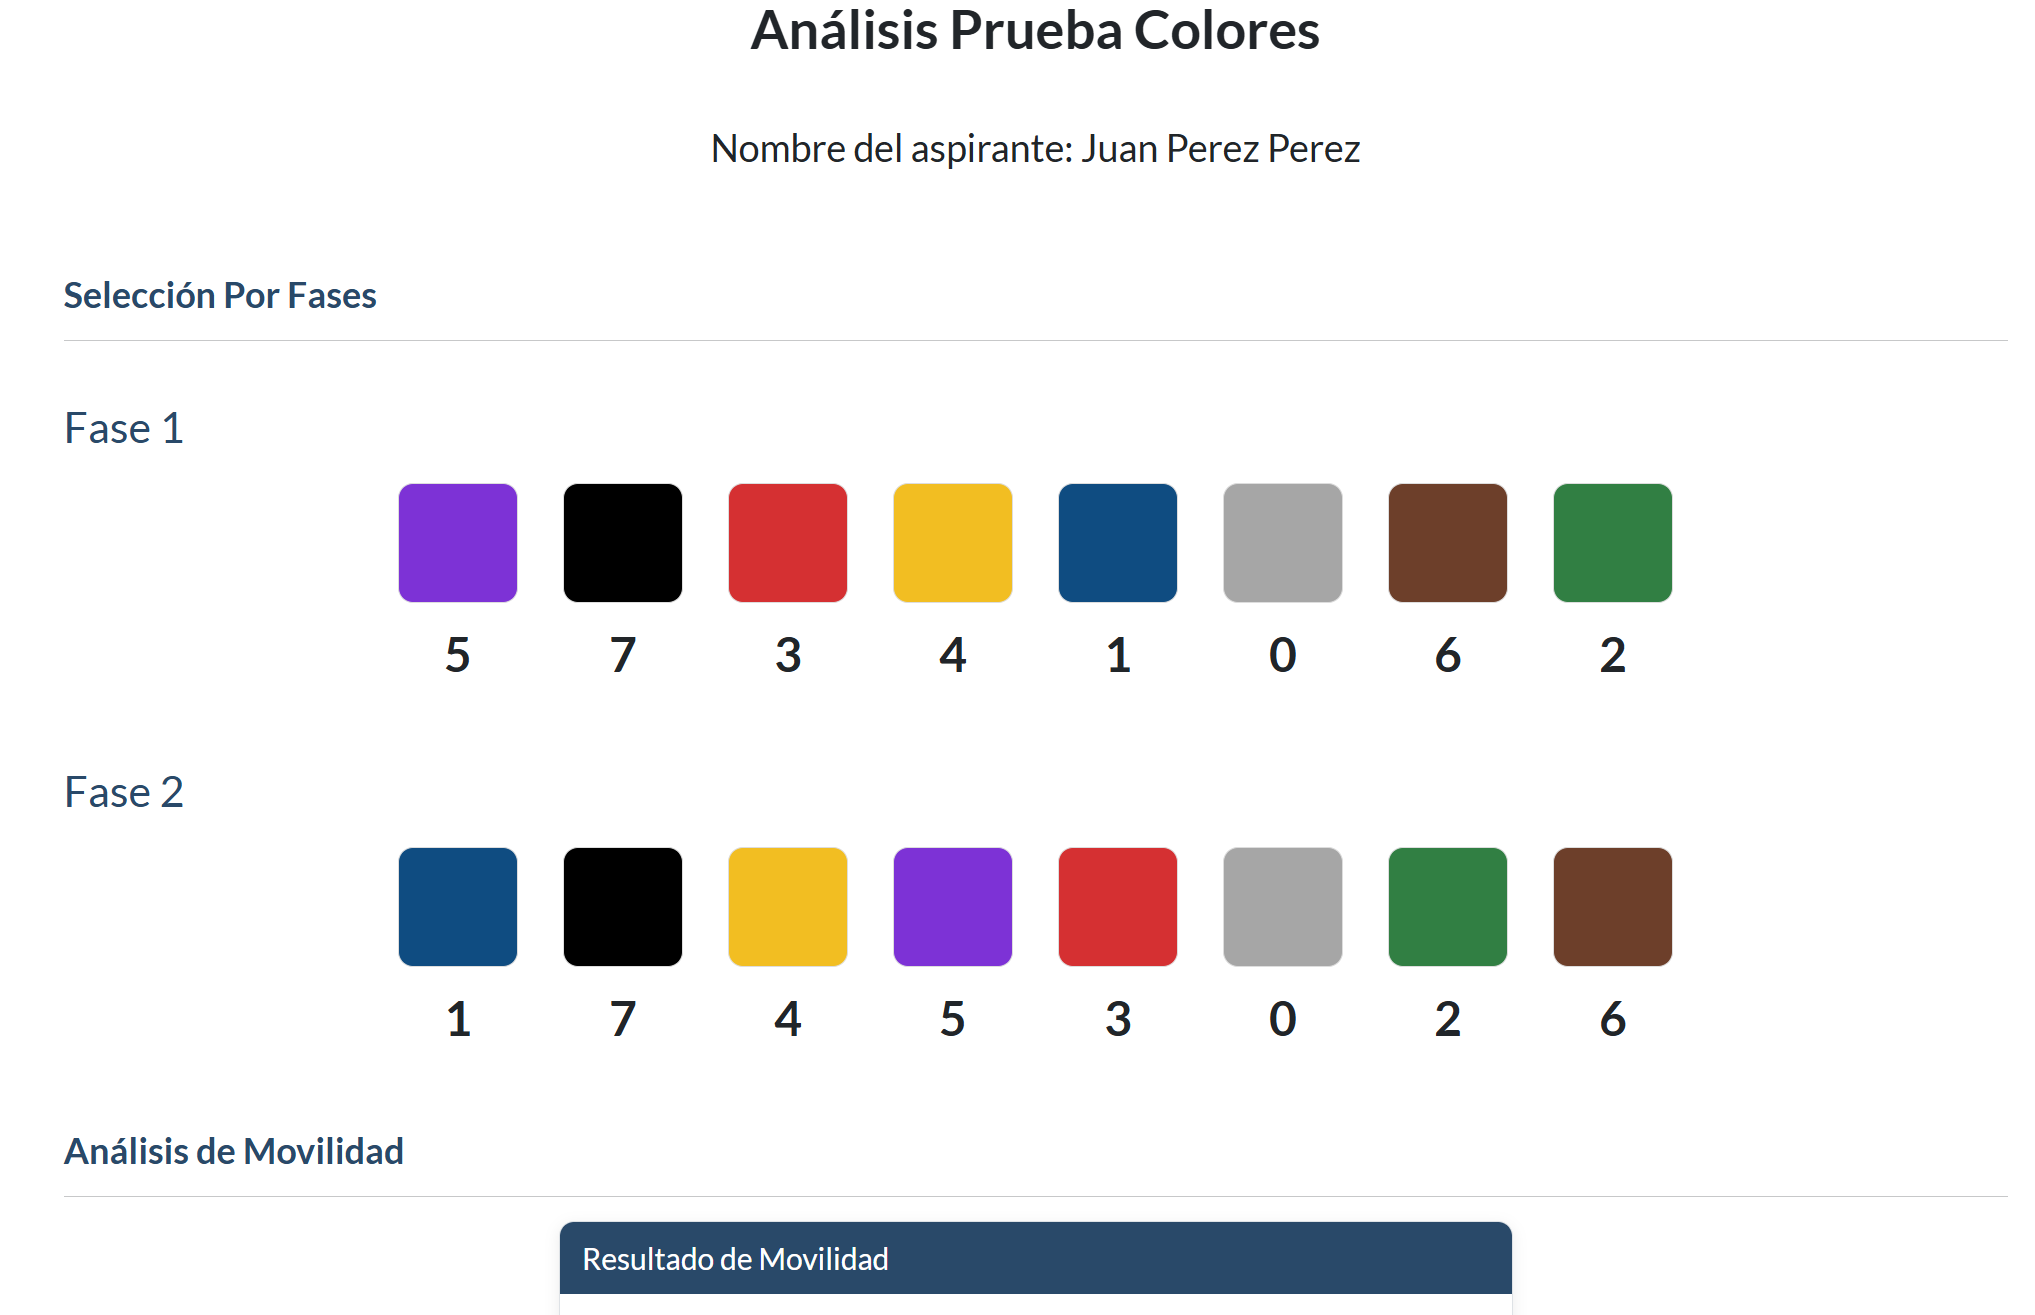 Análisis Prueba Colores
Nombre del aspirante: Juan Perez Perez
Selección Por Fases
Fase 1
5 7 3 4 1 0 6 2
Fase 2
1 7 4 5 3 0 2 6
Análisis de Movilidad
Resultado de Movilidad